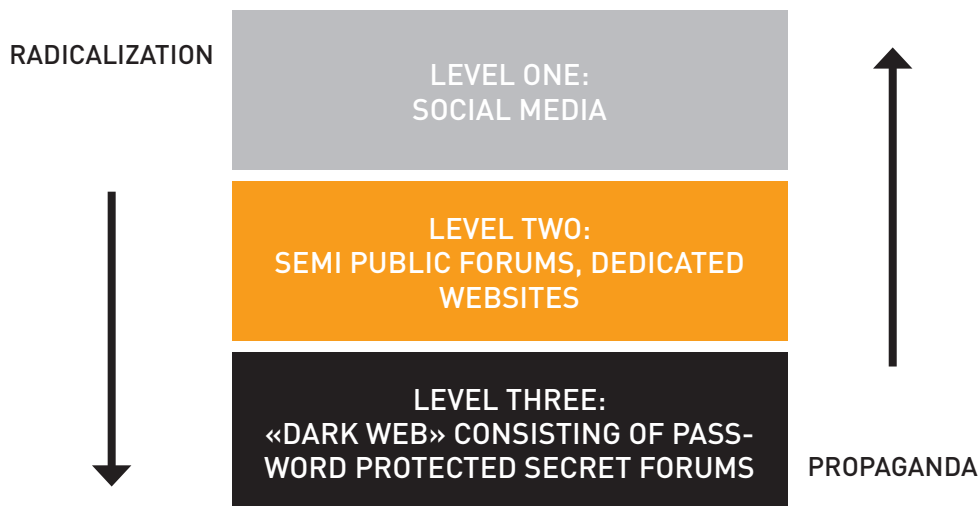 RADICALIZATION
LEVEL ONE:
SOCIAL MEDIA
LEVEL TWO:
SEMI PUBLIC FORUMS, DEDICATED
WEBSITES
LEVEL THREE:
«DARK WEB» CONSISTING OF PASS-
WORD PROTECTED SECRET FORUMS
PROPAGANDA